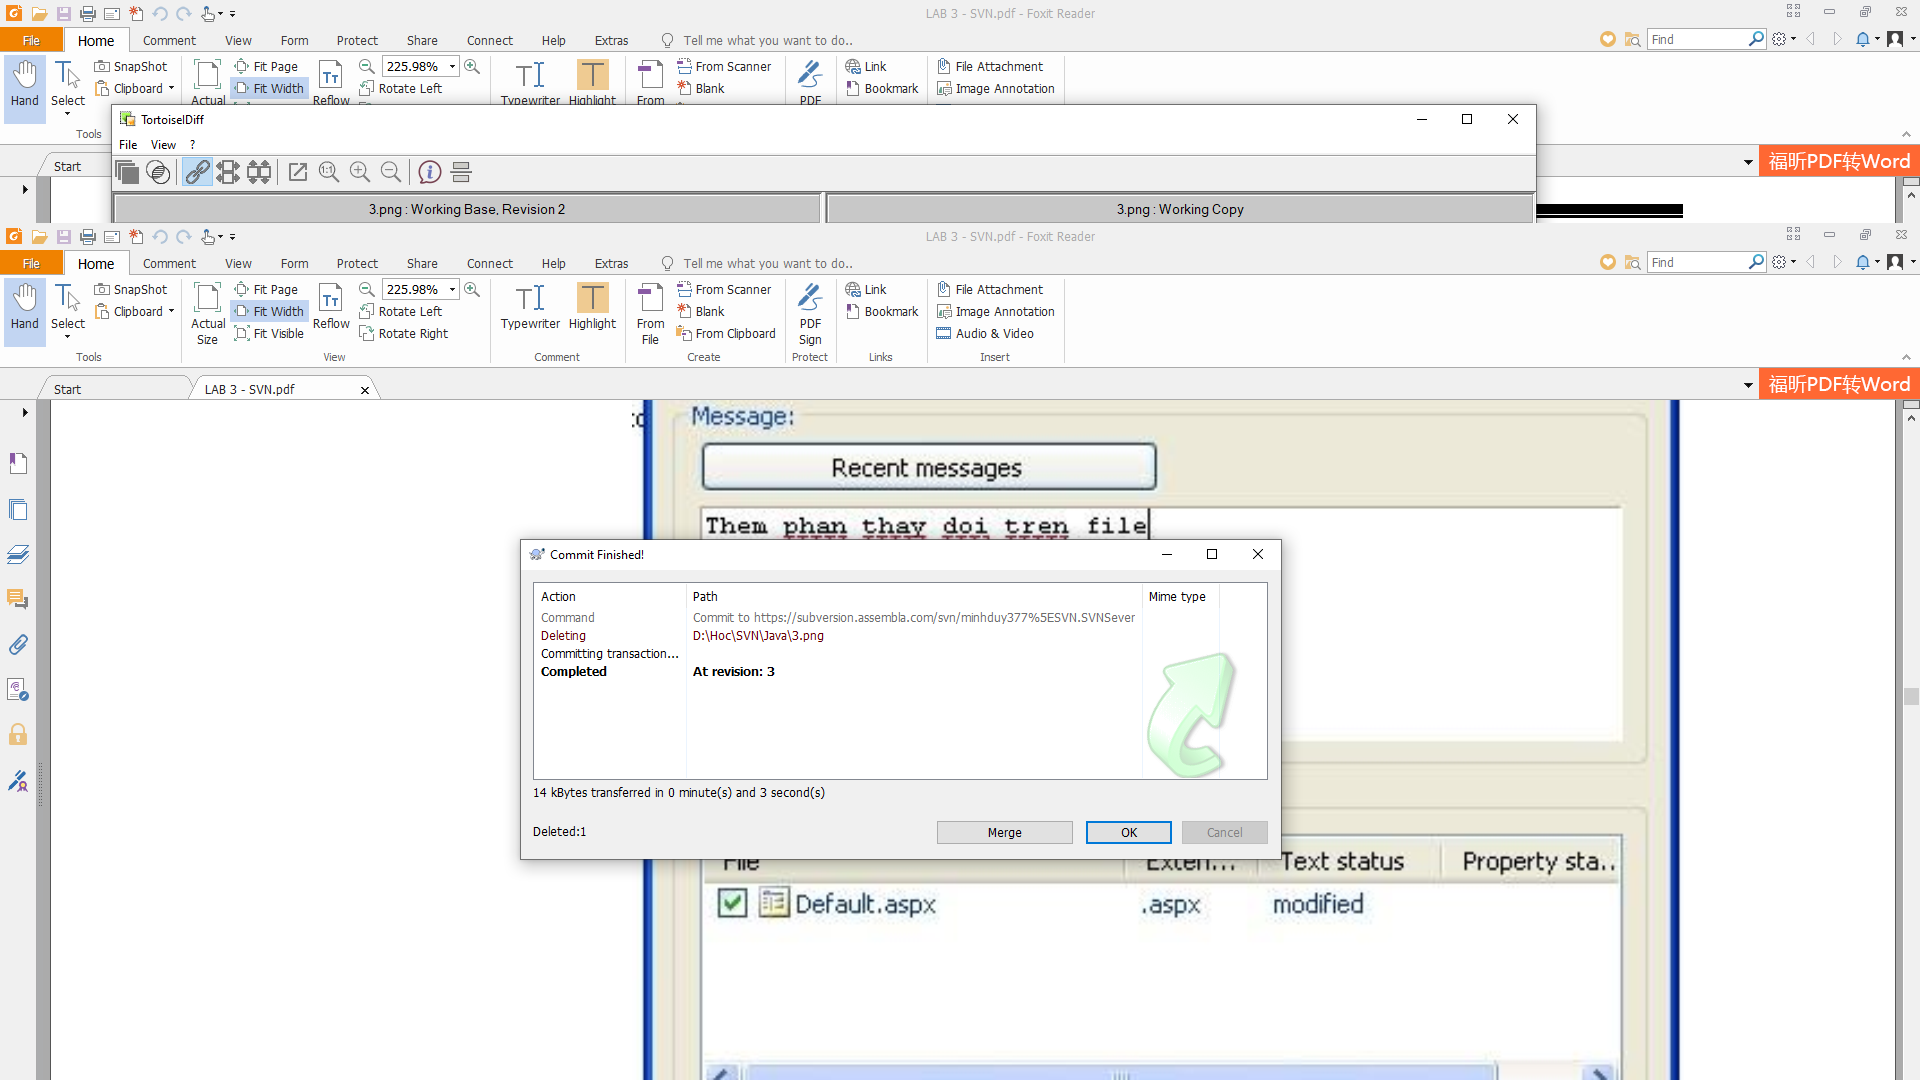 LAB 3 - SVN.pdf - Foxit Reader
File Home Comment View Form Protect Share Connect Help Extras Tell me what you want to do.. Find
Hand
Select
Tools
SnapShot
Clipboard
Actual
Fit Page
Fit Width
Reflow
225.98%
Rotate Left
Typewriter
Highlight
From
From Scanner
Blank
PDF
Link
Bookmark
File Attachment
Image Annotation
TortoiseIDiff
File View ?
1:1
Start
福昕PDF转Word
3.png : Working Base, Revision 2
3.png : Working Copy
LAB 3 - SVN.pdf - Foxit Reader
File Home Comment View Form Protect Share Connect Help Extras Tell me what you want to do.. Find
Hand
Select
Tools
SnapShot
Clipboard
Actual
Size
Fit Page
Fit Width
Fit Visible
Reflow
225.98%
Rotate Left
Rotate Right
View
Typewriter
Highlight
Comment
From
File
From Scanner
Blank
From Clipboard
Create
PDF
Sign
Protect
Link
Bookmark
Links
File Attachment
Image Annotation
Audio & Video
Insert
Start
LAB 3 - SVN.pdf
福昕PDF转Word
Message:
Recent messages
Them phan thay doi tren file
Commit Finished!
Action Path Mime type
Command Commit to https://subversion.assembla.com/svn/minhduy377%5ESVN.SVNSever
Deleting D:\Hoc\SVN\Java\3.png
Committing transaction...
Completed At revision: 3
14 kBytes transferred in 0 minute(s) and 3 second(s)
Deleted:1
Merge OK Cancel
File Exten... Text status Property sta..
Default.aspx .aspx modified